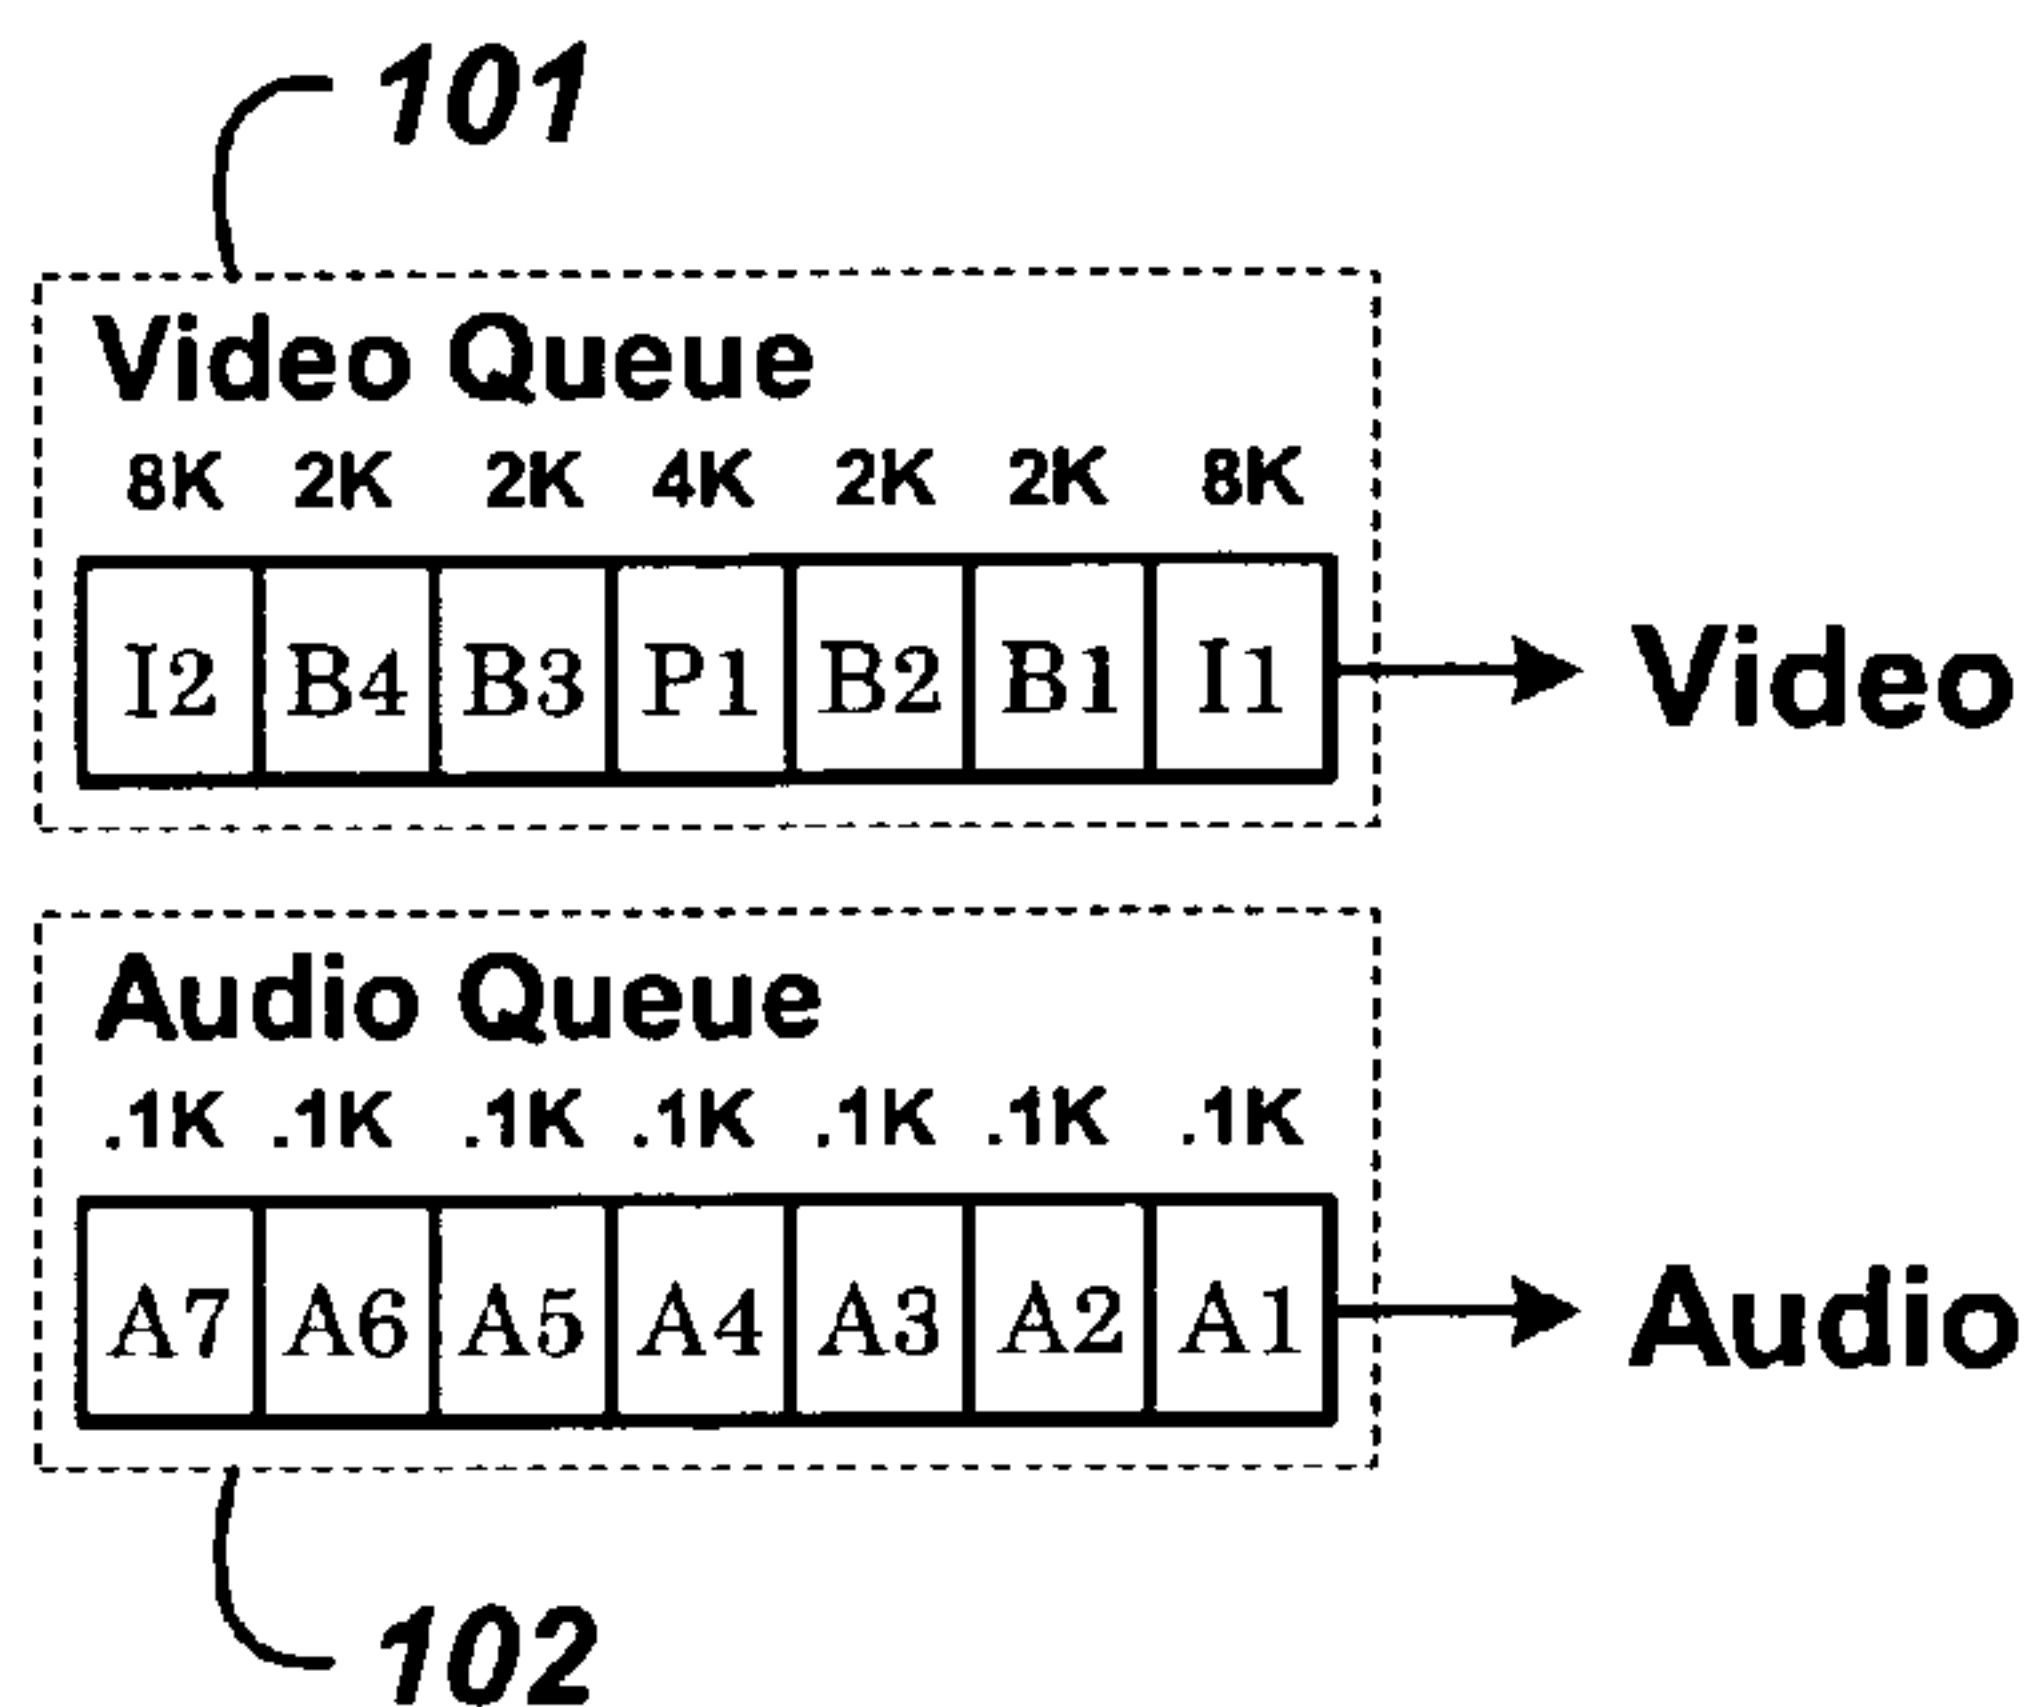 101
Video Queue
8K 2K 2K 4K 2K 2K 8K
I2 B4 B3 P1 B2 B1 I1
Video
Audio Queue
.1K .1K .1K .1K .1K .1K .1K
A7 A6 A5 A4 A3 A2 A1
Audio
102